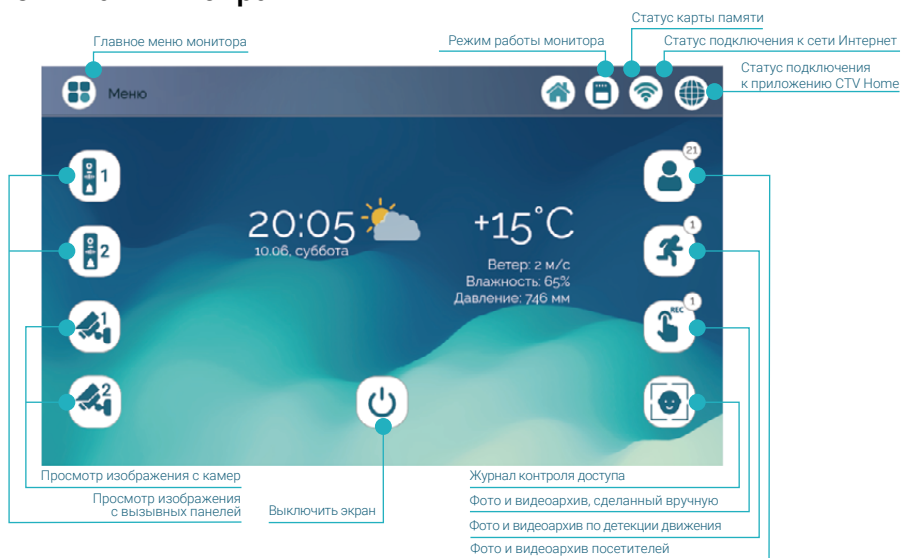 Статус карты памяти
Главное меню монитора
Режим работы монитора
Статус подключения к сети Интернет
Статус подключения
к приложению CTV Home
Меню
1
21
20:05
10.06, суббота
+15°C
Ветер: 2 м/с
Влажность: 65%
Давление: 746 мм
2
1
1
REC
1
2
Просмотр изображения с камер
Просмотр изображения
с вызывных панелей
Выключить экран
Журнал контроля доступа
Фото и видеоархив, сделанный вручную
Фото и видеоархив по детекции движения
Фото и видеоархив посетителей